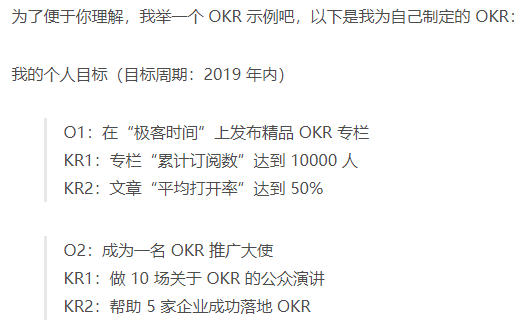 为了便于你理解，我举一个 OKR 示例吧，以下是我为自己制定的 OKR：
我的个人目标（目标周期：2019 年内）
O1：在“极客时间”上发布精品 OKR 专栏
KR1：专栏“累计订阅数”达到 10000 人
KR2：文章“平均打开率”达到 50%
O2：成为一名 OKR 推广大使
KR1：做 10 场关于 OKR 的公众演讲
KR2：帮助 5 家企业成功落地 OKR